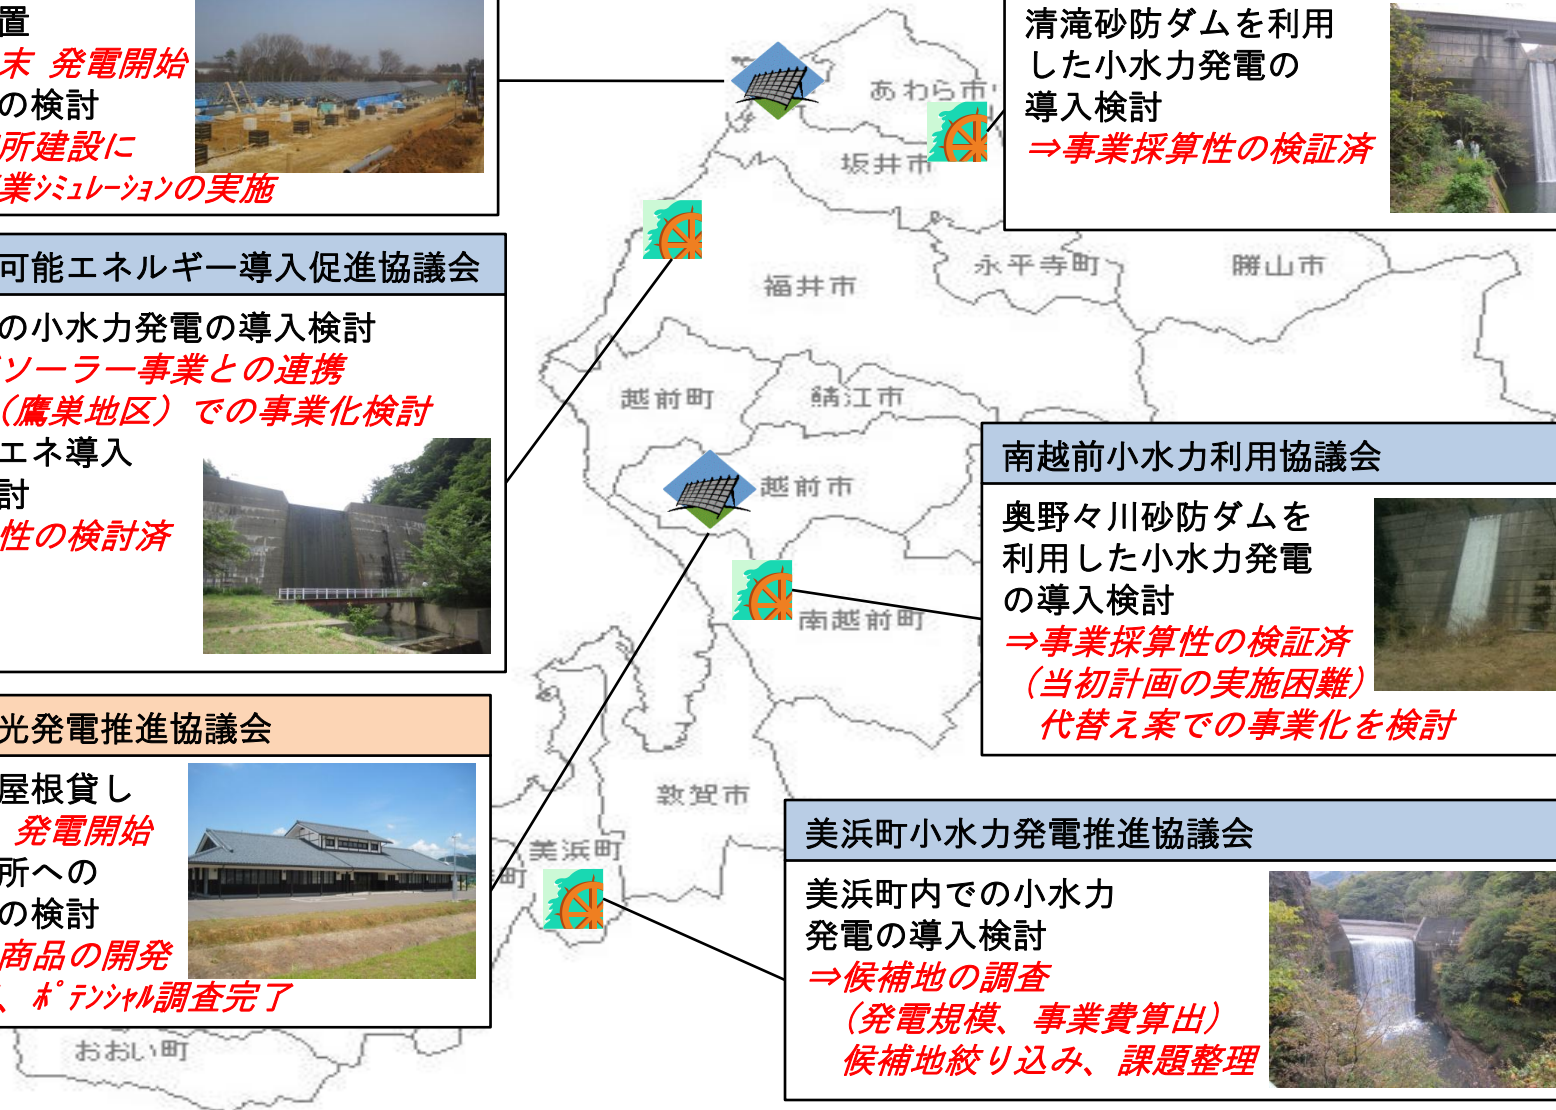 置
末 発電開始
の検討
所建設に
業ｼﾐｭﾚｰｼｮﾝの実施
可能エネルギー導入促進協議会
の小水力発電の導入検討
ソーラー事業との連携
（鷹巣地区）での事業化検討
エネ導入
討
性の検討済
光発電推進協議会
屋根貸し
発電開始
所への
の検討
商品の開発
、ﾎﾟﾃﾝｼｬﾙ調査完了
清滝砂防ダムを利用
した小水力発電の
導入検討
⇒事業採算性の検証済
南越前小水力利用協議会
奥野々川砂防ダムを
利用した小水力発電
の導入検討
⇒事業採算性の検証済
（当初計画の実施困難）
代替え案での事業化を検討
美浜町小水力発電推進協議会
美浜町内での小水力
発電の導入検討
⇒候補地の調査
（発電規模、事業費算出）
候補地絞り込み、課題整理
あわら市
坂井市
福井市
永平寺町
勝山市
越前町
鯖江市
越前市
南越前町
敦賀市
美浜町
町
おおい町